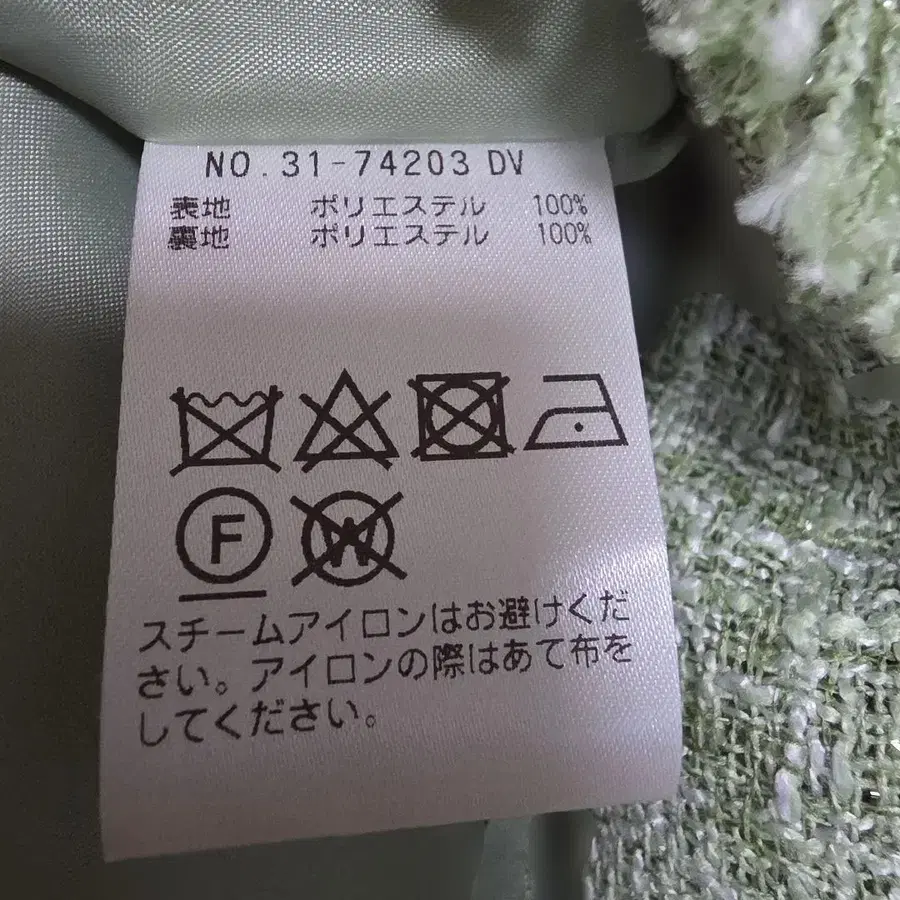 NO.31-74203 DV
表地 ポリエステル 100%
裏地 ポリエステル 100%
F W
スチームアイロンはお避けくだ
さい。アイロンの際はあて布を
してください。